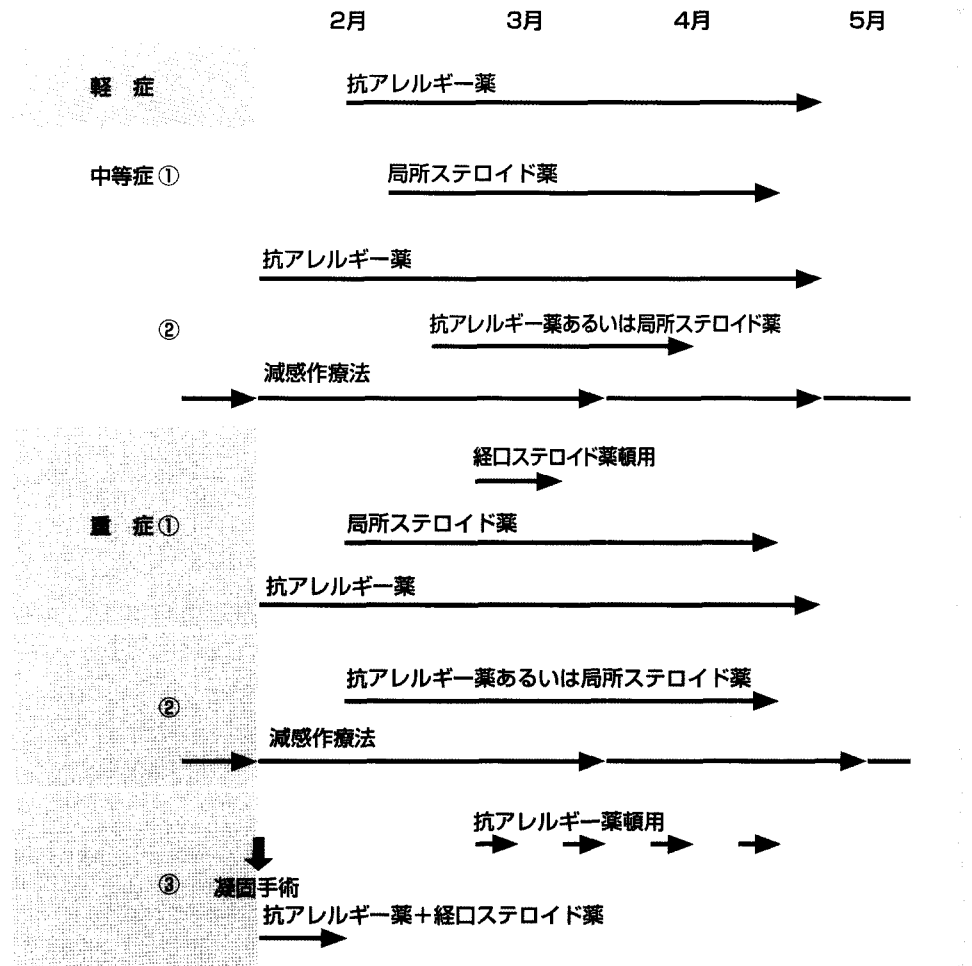 2月 3月 4月 5月
軽 症
抗アレルギー薬
中等症①
局所ステロイド薬
抗アレルギー薬
②
抗アレルギー薬あるいは局所ステロイド薬
減感作療法
経口ステロイド薬頓用
重 症①
局所ステロイド薬
抗アレルギー薬
抗アレルギー薬あるいは局所ステロイド薬
②
減感作療法
抗アレルギー薬頓用
③
凝固手術
抗アレルギー薬+経口ステロイド薬